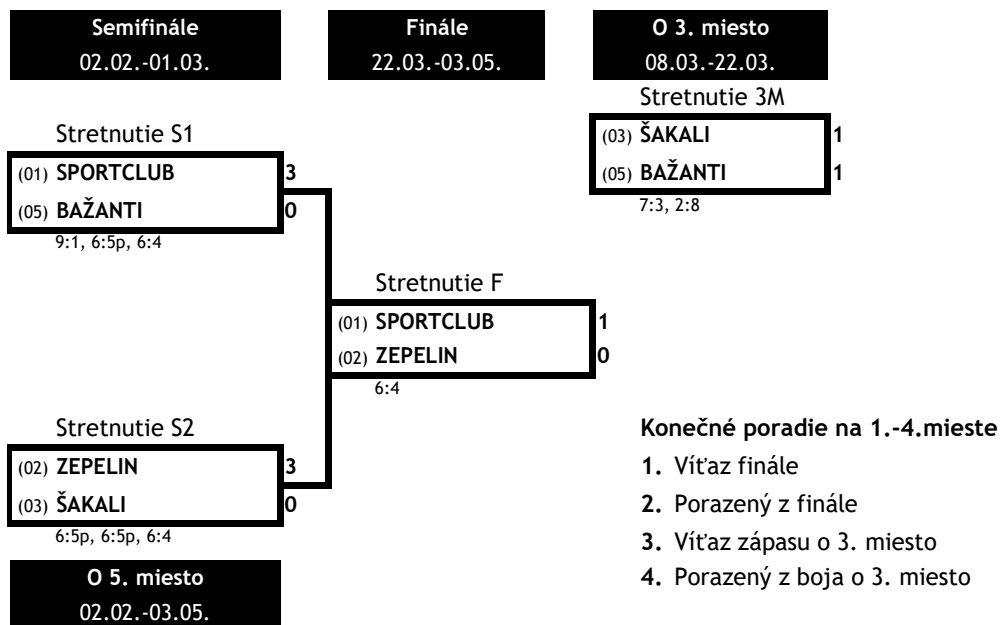 Semifinále
02.02.-01.03.
Finále
22.03.-03.05.
O 3. miesto
08.03.-22.03.
Stretnutie 3M
(03) ŠAKALI 1
(05) BAŽANTI 1
7:3, 2:8
Stretnutie S1
(01) SPORTCLUB 3
(05) BAŽANTI 0
9:1, 6:5p, 6:4
Stretnutie F
(01) SPORTCLUB 1
(02) ZEPELIN 0
6:4
Stretnutie S2
(02) ZEPELIN 3
(03) ŠAKALI 0
6:5p, 6:5p, 6:4
Konečné poradie na 1.-4.mieste
1. Víťaz finále
2. Porazený z finále
3. Víťaz zápasu o 3. miesto
4. Porazený z boja o 3. miesto
O 5. miesto
02.02.-03.05.